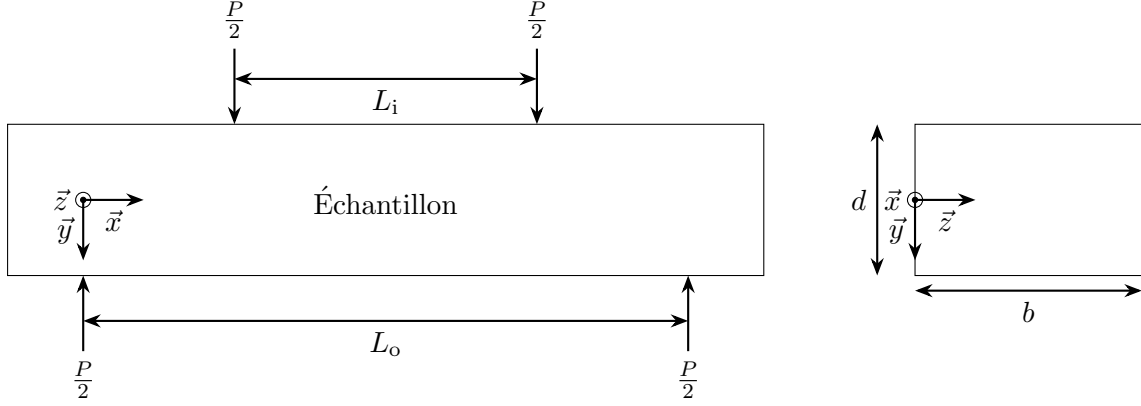 P/2 P/2
L_i
z⃗ Échantillon d x⃗
y⃗ x⃗ y⃗ z⃗
b
L_o
P/2 P/2